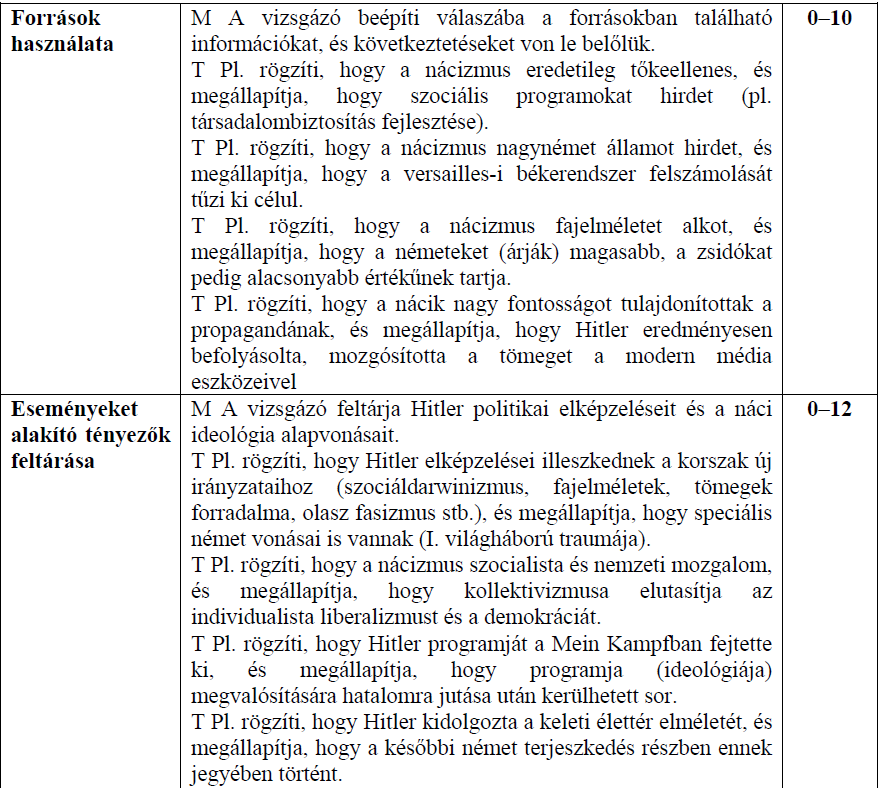 Források
használata
M A vizsgázó beépíti válaszába a forrásokban található
információkat, és következtetéseket von le belőlük.
T Pl. rögzíti, hogy a nácizmus eredetileg tőkeellenes, és
megállapítja, hogy szociális programokat hirdet (pl.
társadalombiztosítás fejlesztése).
T Pl. rögzíti, hogy a nácizmus nagynémet államot hirdet, és
megállapítja, hogy a versailles-i békerendszer felszámolását
tűzi ki célul.
T Pl. rögzíti, hogy a nácizmus fajelméletet alkot, és
megállapítja, hogy a németeket (árják) magasabb, a zsidókat
pedig alacsonyabb értékűnek tartja.
T Pl. rögzíti, hogy a nácik nagy fontosságot tulajdonítottak a
propagandának, és megállapítja, hogy Hitler eredményesen
befolyásolta, mozgósította a tömeget a modern média
eszközeivel
0–10
Eseményeket
alakító tényezők
feltárása
M A vizsgázó feltárja Hitler politikai elképzeléseit és a náci
ideológia alapvonásait.
T Pl. rögzíti, hogy Hitler elképzelései illeszkednek a korszak új
irányzataihoz (szociáldarwinizmus, fajelméletek, tömegek
forradalma, olasz fasizmus stb.), és megállapítja, hogy speciális
német vonásai is vannak (I. világháború traumája).
T Pl. rögzíti, hogy a nácizmus szocialista és nemzeti mozgalom,
és megállapítja, hogy kollektivizmusa elutasítja az
individualista liberalizmust és a demokráciát.
T Pl. rögzíti, hogy Hitler programját a Mein Kampfban fejtette
ki, és megállapítja, hogy programja (ideológiája)
megvalósítására hatalomra jutása után kerülhetett sor.
T Pl. rögzíti, hogy Hitler kidolgozta a keleti élettér elméletét, és
megállapítja, hogy a későbbi német terjeszkedés részben ennek
jegyében történt.
0–12